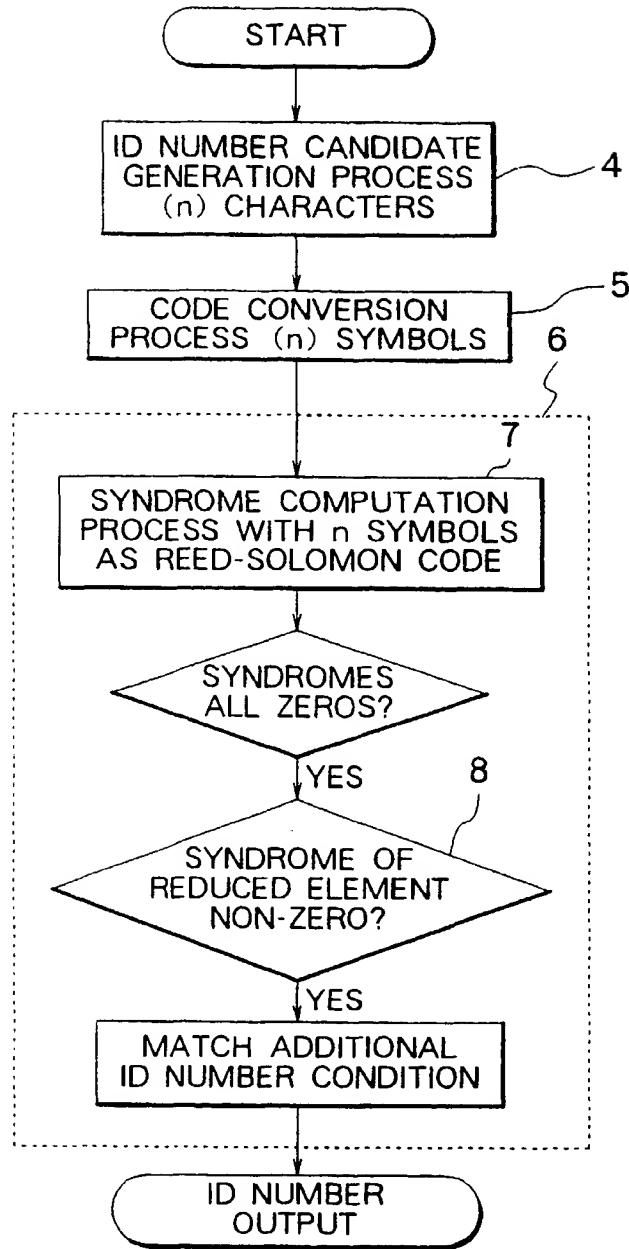 START
ID NUMBER CANDIDATE
GENERATION PROCESS
(n) CHARACTERS
4
CODE CONVERSION
PROCESS (n) SYMBOLS
5
6
7
SYNDROME COMPUTATION
PROCESS WITH n SYMBOLS
AS REED-SOLOMON CODE
SYNDROMES
ALL ZEROS?
YES
8
SYNDROME OF
REDUCED ELEMENT
NON-ZERO?
YES
MATCH ADDITIONAL
ID NUMBER CONDITION
ID NUMBER
OUTPUT